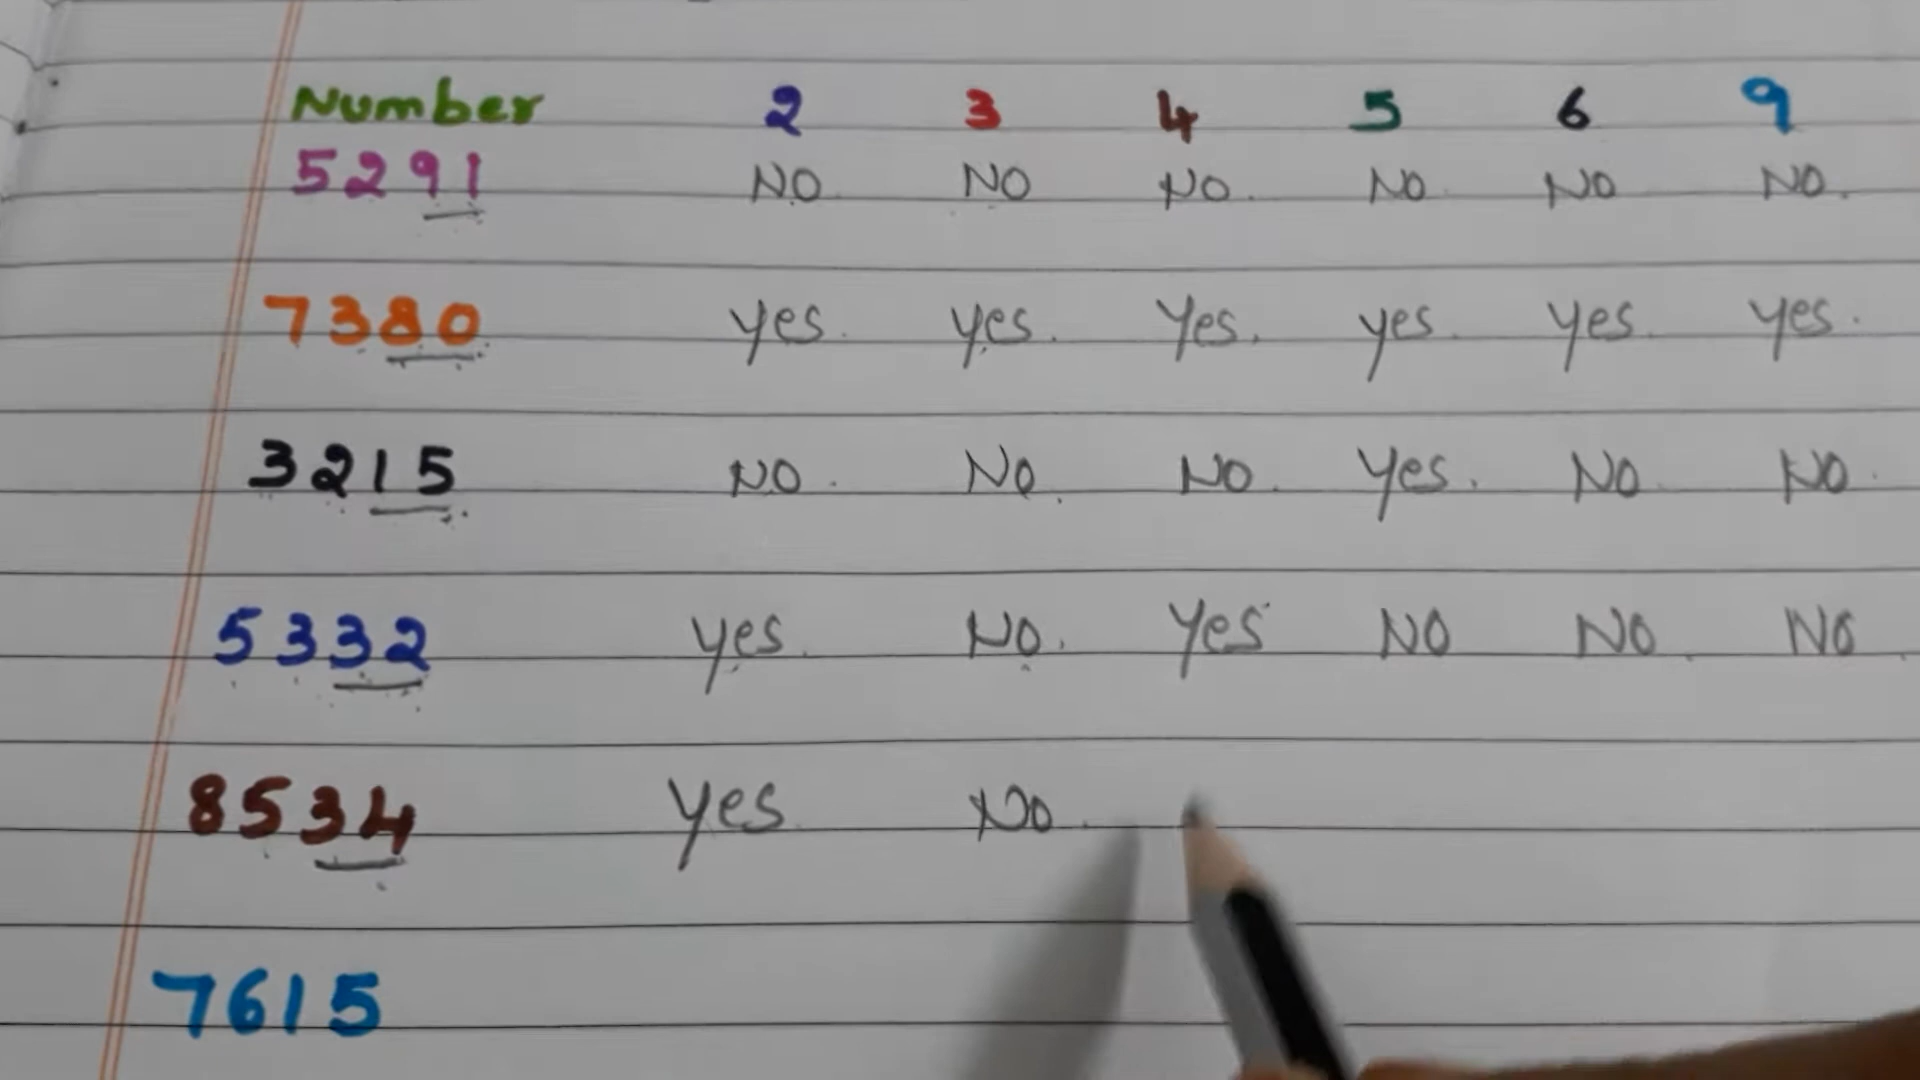 Number 2 3 4 5 6 9
5291 NO NO NO. NO NO NO.
7380 yes. yes. yes. yes. yes. yes.
3215 NO. NO. NO. yes. NO. NO.
5332 yes. NO. yes NO NO. NO.
8534 yes NO.
7615